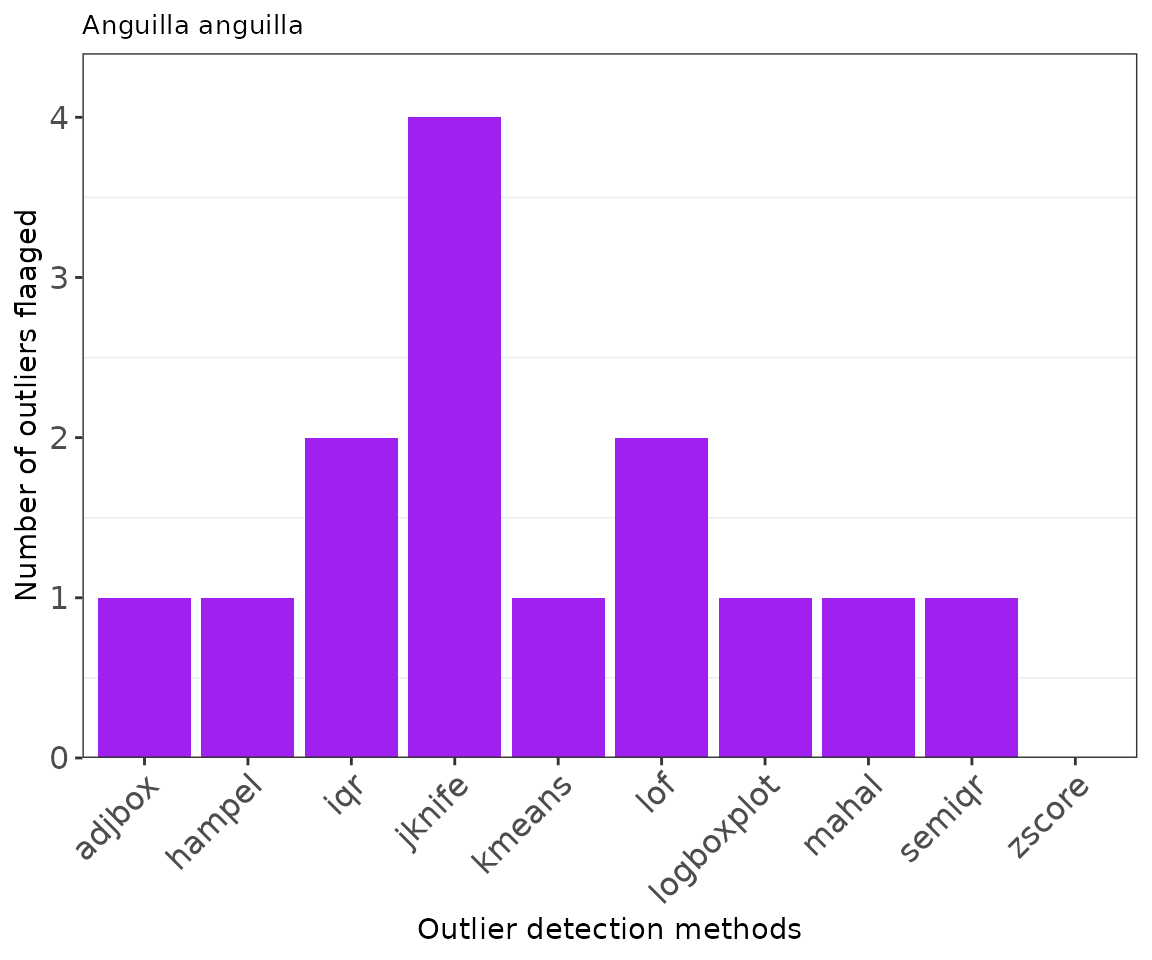 Anguilla anguilla
Number of outliers flaaged
4
3
2
1
0
adjbox
hampel
iqr
jknife
kmeans
lof
logboxplot
mahal
semiqr
zscore
Outlier detection methods